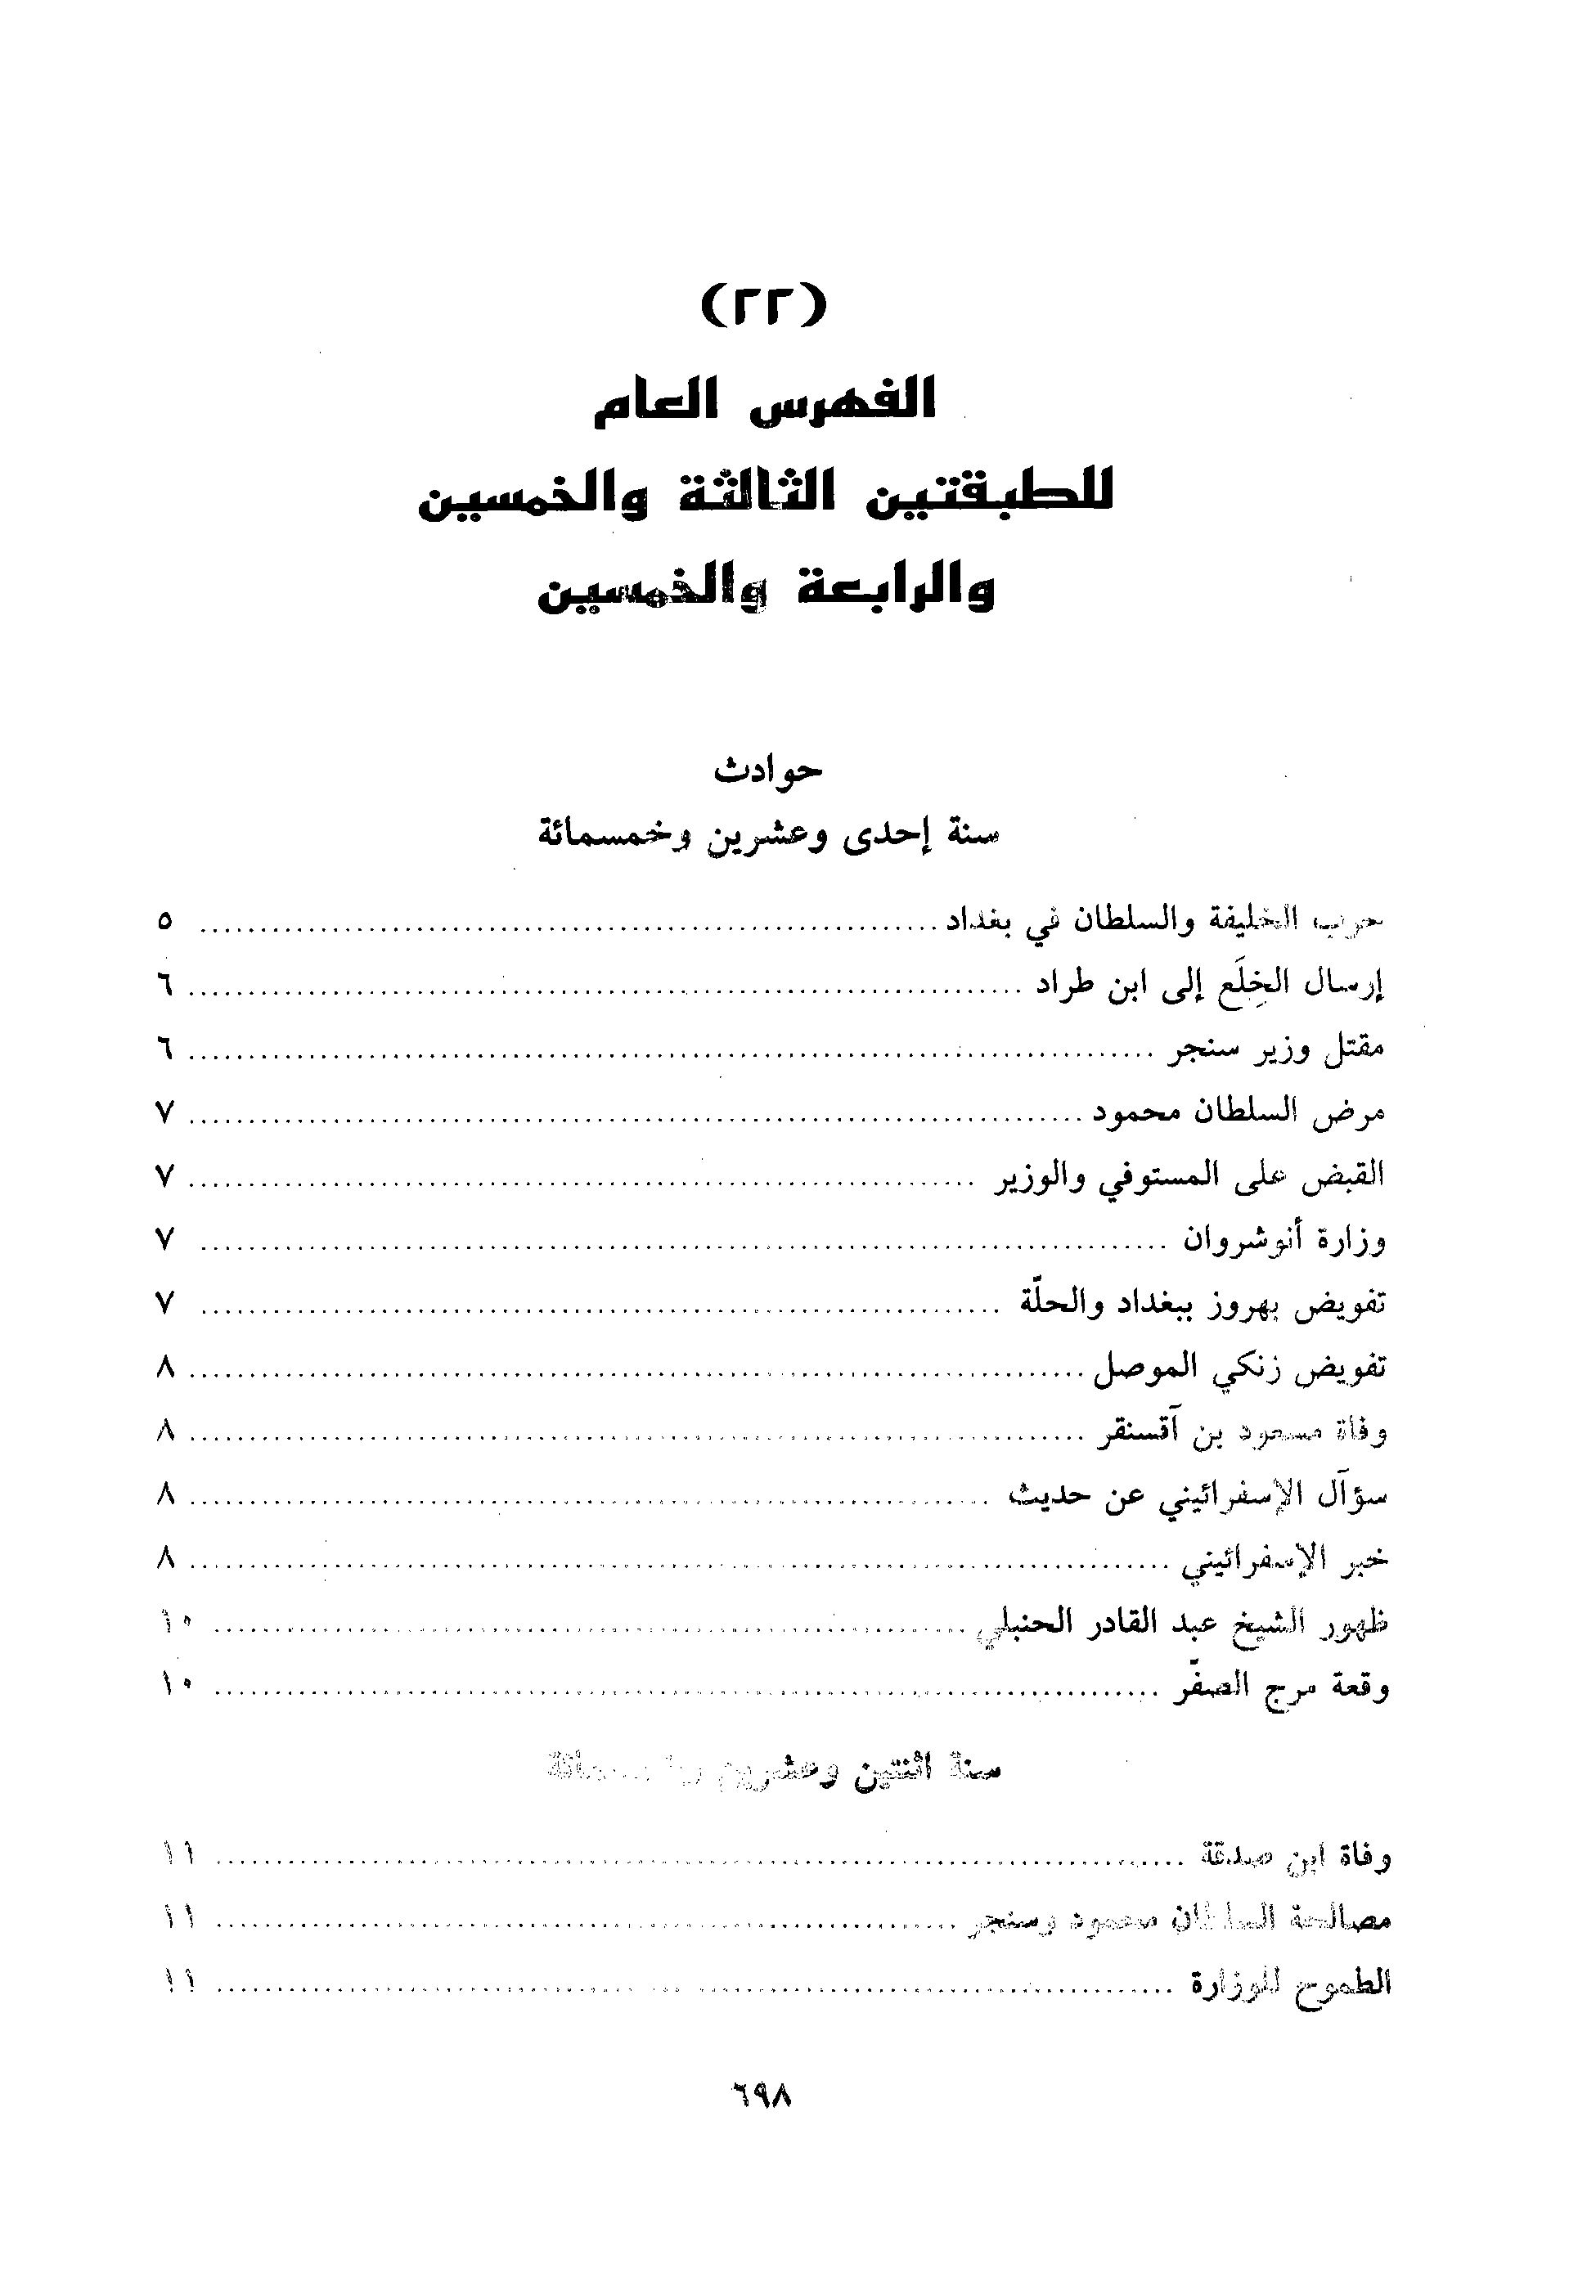 (٢٢)
الفهرس العام
للطبقتين الثالثة والخمسين
والرابعة والخمسين
حوادث
سنة إحدى وعشرين وخمسمائة
حرب الخليفة والسلطان في بغداد ... ٥
إرسال الخِلَع إلى ابن طراد ... ٦
مقتل وزير سنجر ... ٦
مرض السلطان محمود ... ٧
القبض على المستوفي والوزير ... ٧
وزارة أنوشروان ... ٧
تفويض بهروز ببغداد والحلّة ... ٧
تفويض زنكي الموصل ... ٨
وفاة مسعود بن آقسنقر ... ٨
سؤآل الإسفرائيني عن حديث ... ٨
خبر الإسفرائيني ... ٨
ظهور الشيخ عبد القادر الحنبلي ... ١٠
وقعة مرج الصفّر ... ١٠
سنة اثنتين وعشرين وخمسمائة
وفاة ابن صدقة ... ١١
مصالحة السلطان محمود وسنجر ... ١١
الطموح للوزارة ... ١١
٦٩٨